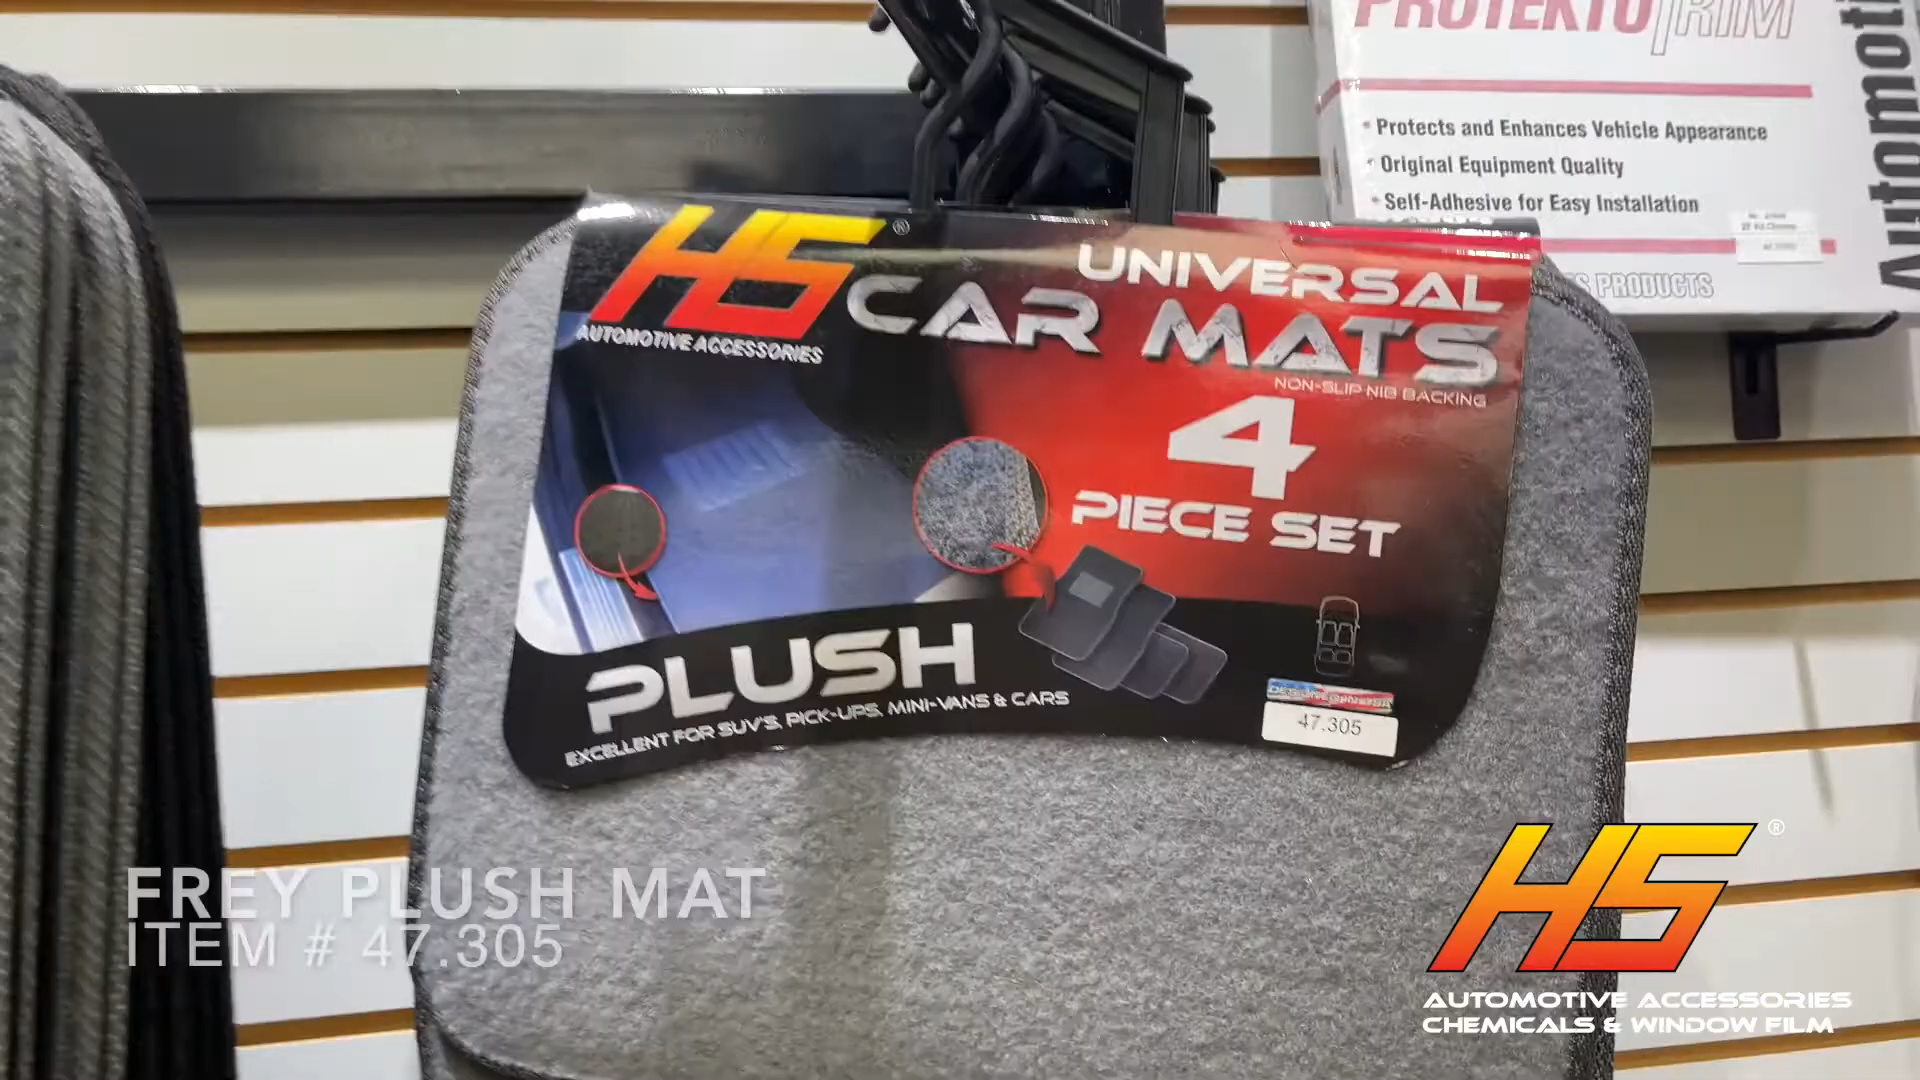 PROTEKTOTRIM
• Protects and Enhances Vehicle Appearance
• Original Equipment Quality
• Self-Adhesive for Easy Installation
PRODUCTS
Automoti
HS®
AUTOMOTIVE ACCESSORIES
UNIVERSAL
CAR MATS
NON-SLIP NIB BACKING
4
PIECE SET
PLUSH
EXCELLENT FOR SUV'S, PICK-UPS, MINI-VANS & CARS
47.305
FREY PLUSH MAT
ITEM # 47.305
HS®
AUTOMOTIVE ACCESSORIES
CHEMICALS & WINDOW FILM